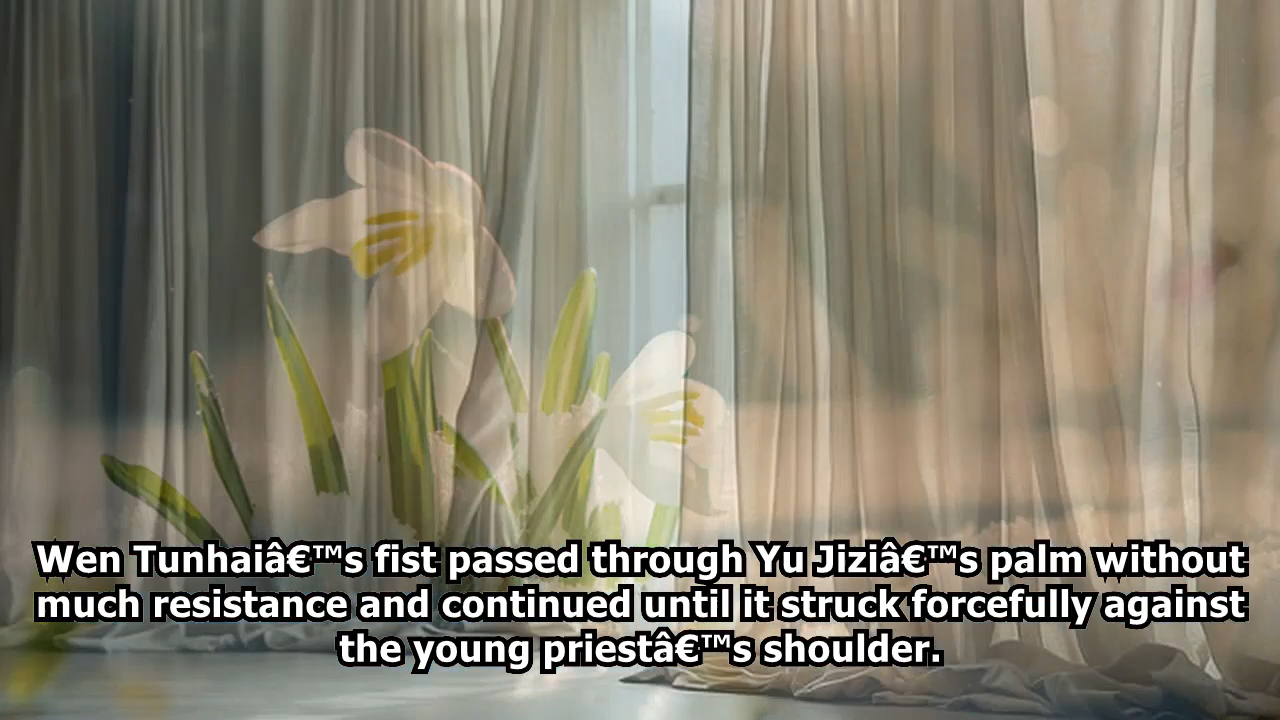 Wen Tunhaiâ€™s fist passed through Yu Jiziâ€™s palm without
much resistance and continued until it struck forcefully against
the young priestâ€™s shoulder.